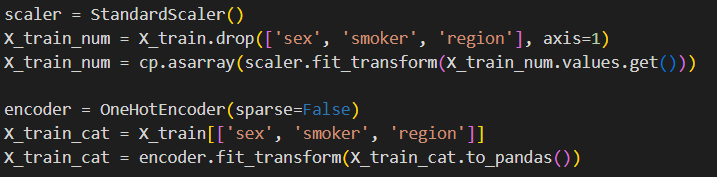 scaler = StandardScaler()
X_train_num = X_train.drop(['sex', 'smoker', 'region'], axis=1)
X_train_num = cp.asarray(scaler.fit_transform(X_train_num.values.get()))

encoder = OneHotEncoder(sparse=False)
X_train_cat = X_train[['sex', 'smoker', 'region']]
X_train_cat = encoder.fit_transform(X_train_cat.to_pandas())